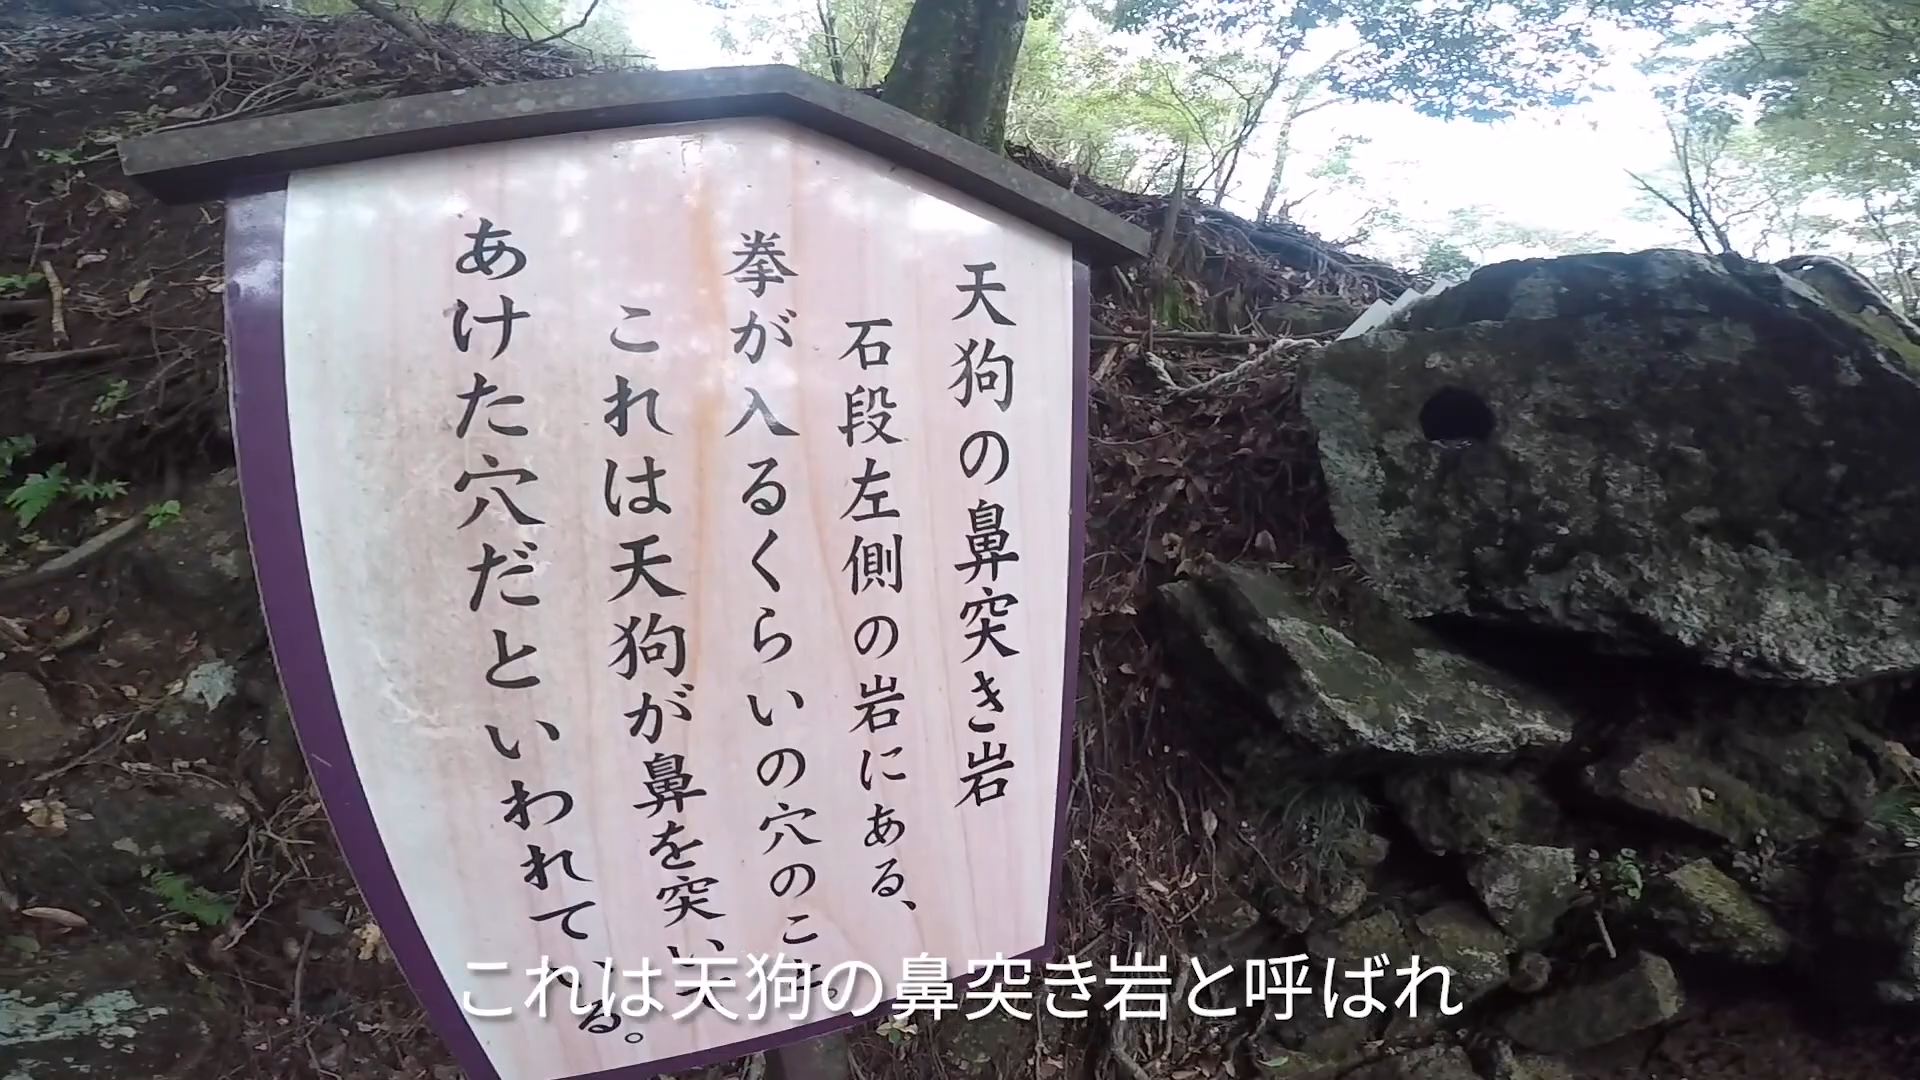 天狗の鼻突き岩
石段左側の岩にある、
拳が入るくらいの穴のこと。
これは天狗が鼻を突いて
あけた穴だといわれている。
これは天狗の鼻突き岩と呼ばれ